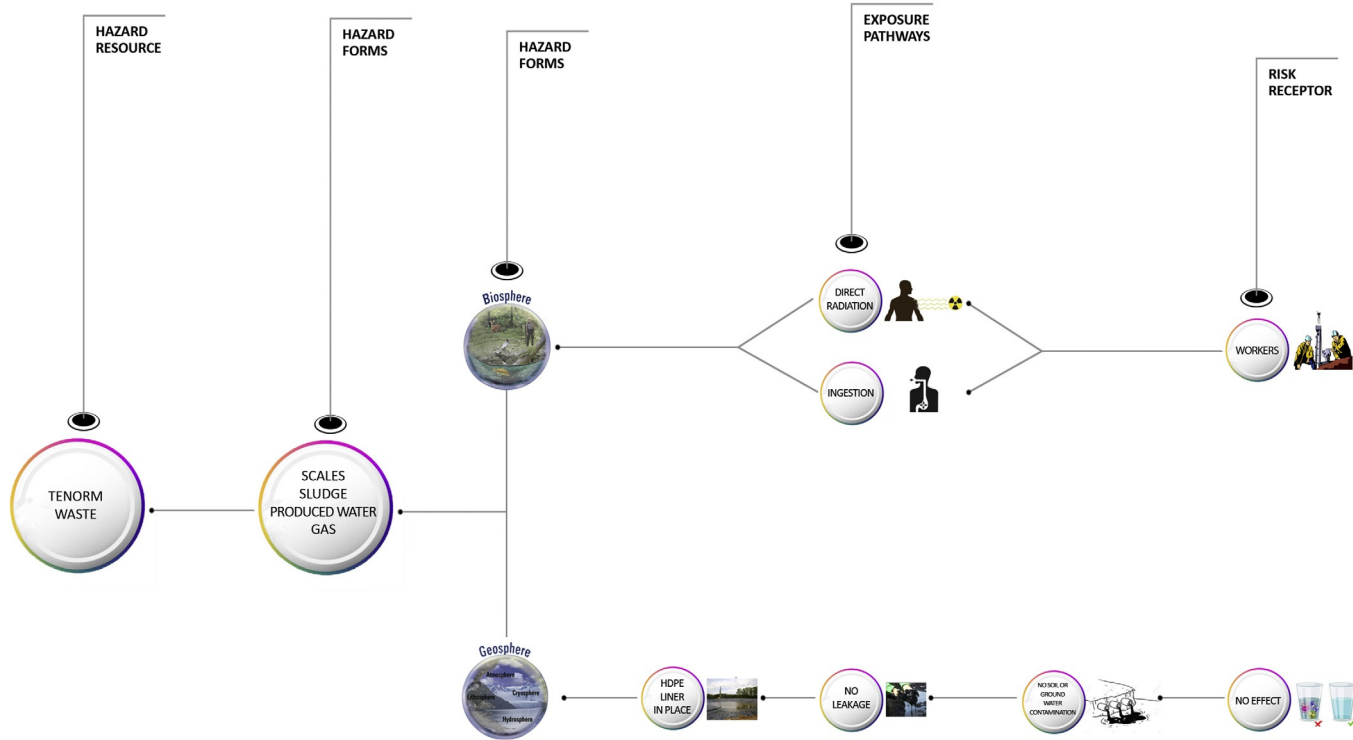 HAZARD
RESOURCE
HAZARD
FORMS
HAZARD
FORMS
EXPOSURE
PATHWAYS
RISK
RECEPTOR
Biosphere
DIRECT
RADIATION
INGESTION
WORKERS
TENORM
WASTE
SCALES
SLUDGE
PRODUCED WATER
GAS
Geosphere
Atmosphere
Lithosphere
Cryosphere
Hydrosphere
HDPE
LINER
IN PLACE
NO
LEAKAGE
NO SOIL OR
GROUND
WATER
CONTAMINATION
NO EFFECT